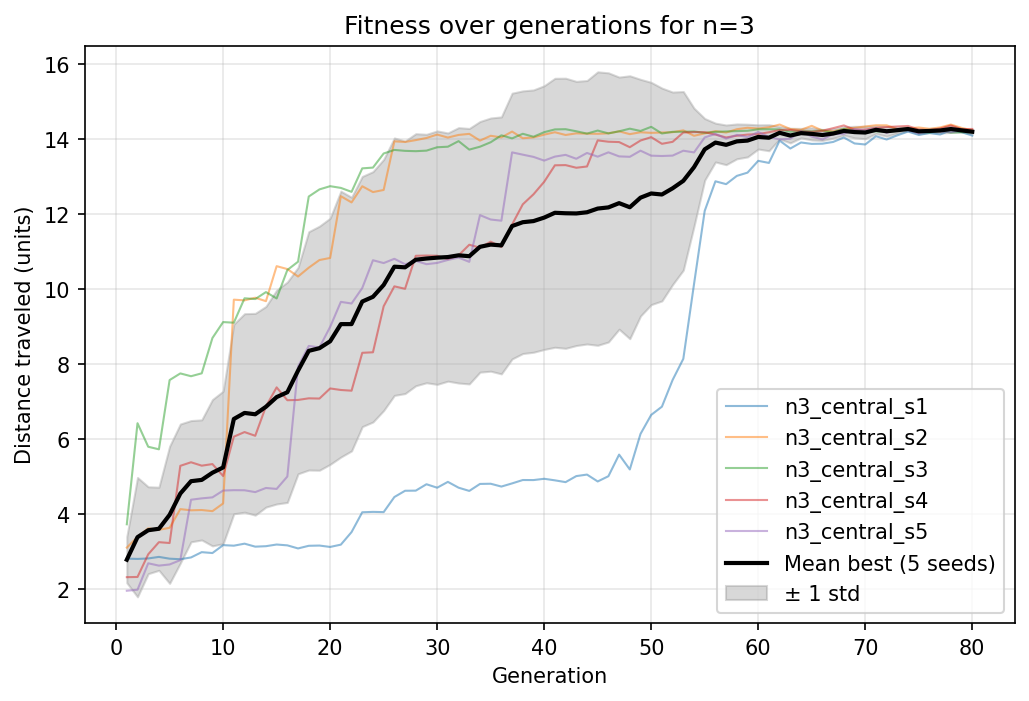 Fitness over generations for n=3
16
14
12
10
8
6
4
2
Distance traveled (units)
n3_central_s1
n3_central_s2
n3_central_s3
n3_central_s4
n3_central_s5
Mean best (5 seeds)
± 1 std
0 10 20 30 40 50 60 70 80
Generation